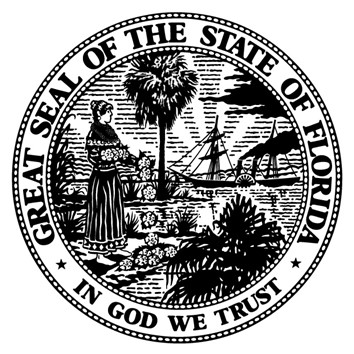 GREAT SEAL OF THE STATE OF FLORIDA
IN GOD WE TRUST